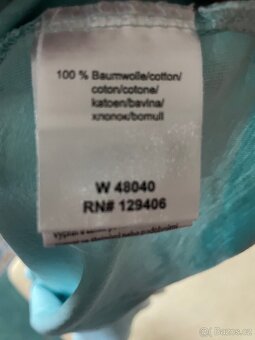 100 % Baumwolle/cotton/
coton/cotone/
katoen/bavlna/
хлопок/bomull
W 48040
RN# 129406
Bazos.cz